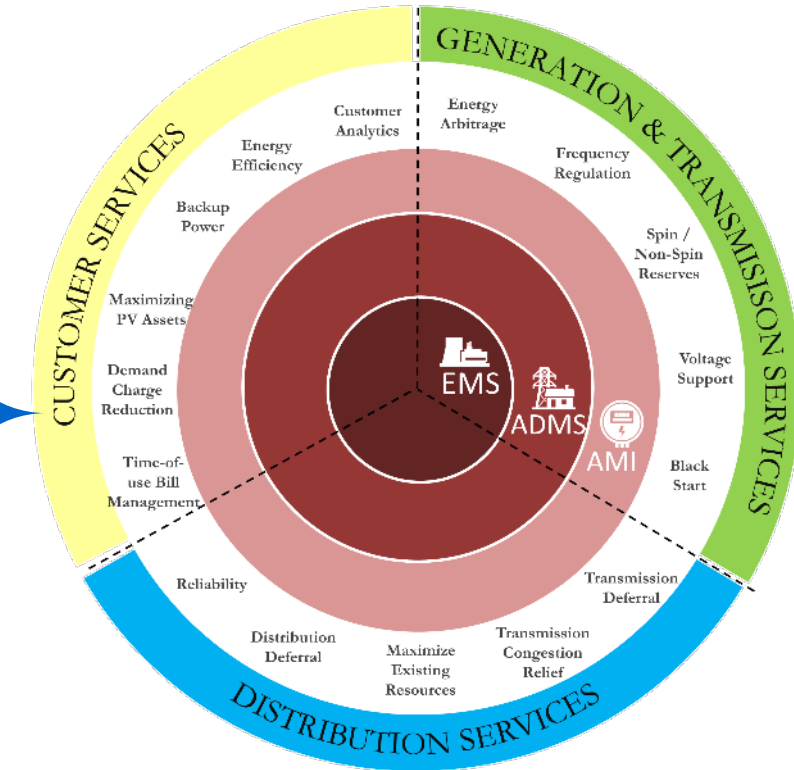 GENERATION & TRANSMISISON SERVICES
CUSTOMER SERVICES
Customer
Analytics
Energy
Arbitrage
Energy
Efficiency
Frequency
Regulation
Backup
Power
Spin /
Non-Spin
Reserves
Maximizing
PV Assets
Demand
Charge
Reduction
Voltage
Support
EMS
ADMS
AMI
Time-of-
use Bill
Management
Black
Start
Reliability
Transmission
Deferral
Distribution
Deferral
Maximize
Existing
Resources
Transmission
Congestion
Relief
DISTRIBUTION SERVICES